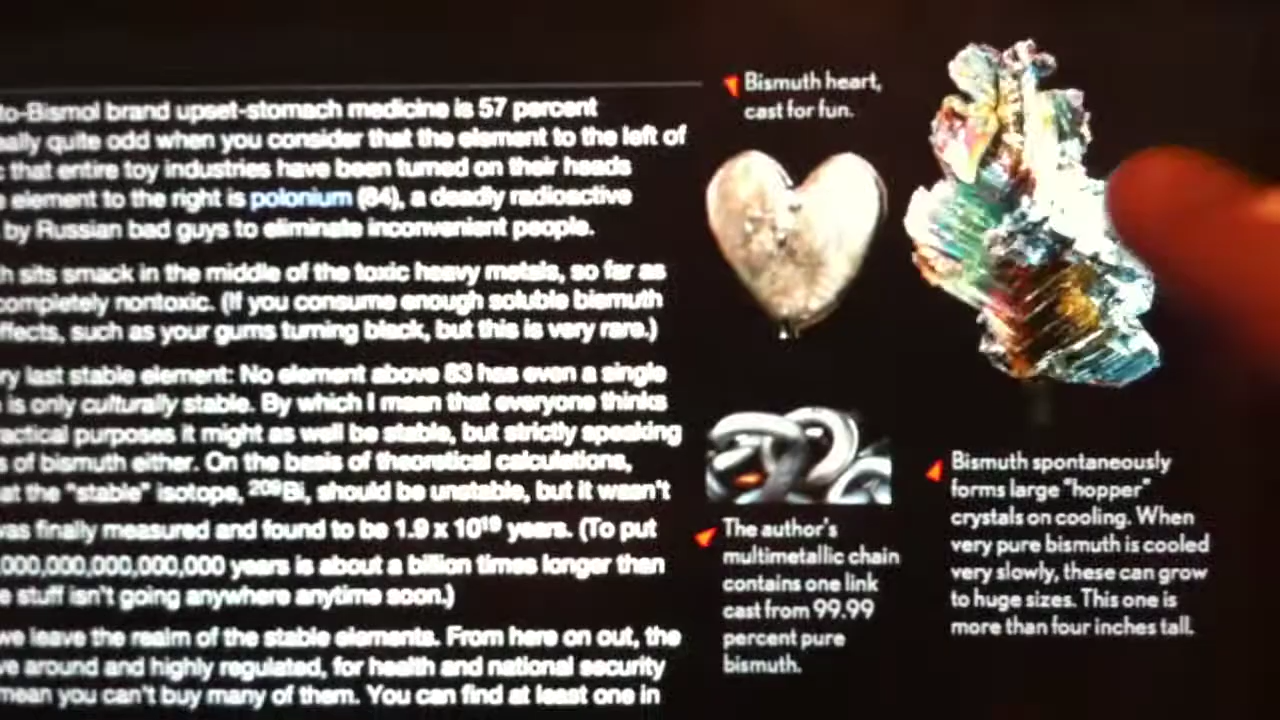 to-Bismol brand upset-stomach medicine is 57 percent
ally quite odd when you consider that the element to the left of
that entire toy industries have been turned on their heads
element to the right is polonium (84), a deadly radioactive
by Russian bad guys to eliminate inconvenient people.
h sits smack in the middle of the toxic heavy metals, so far as
completely nontoxic. (If you consume enough soluble bismuth
ffects, such as your gums turning black, but this is very rare.)
ry last stable element: No element above 83 has even a single
is only culturally stable. By which I mean that everyone thinks
actical purposes it might as well be stable, but strictly speaking
s of bismuth either. On the basis of theoretical calculations,
at the "stable" isotope, ²⁰⁹Bi, should be unstable, but it wasn't
was finally measured and found to be 1.9 x 10¹⁹ years. (To put
000,000,000,000,000 years is about a billion times longer than
e stuff isn't going anywhere anytime soon.)
we leave the realm of the stable elements. From here on out, the
ve around and highly regulated, for health and national security
mean you can't buy many of them. You can find at least one in
Bismuth heart,
cast for fun.
The author's
multimetallic chain
contains one link
cast from 99.99
percent pure
bismuth.
Bismuth spontaneously
forms large "hopper"
crystals on cooling. When
very pure bismuth is cooled
very slowly, these can grow
to huge sizes. This one is
more than four inches tall.